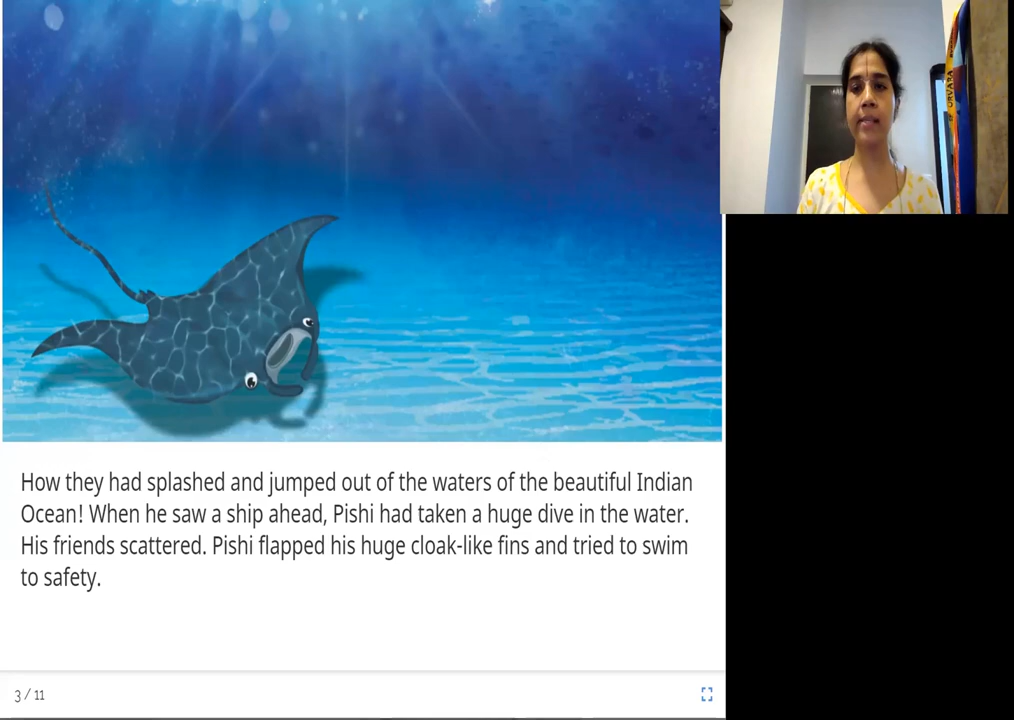 How they had splashed and jumped out of the waters of the beautiful Indian
Ocean! When he saw a ship ahead, Pishi had taken a huge dive in the water.
His friends scattered. Pishi flapped his huge cloak-like fins and tried to swim
to safety.
3 / 11
URVARA